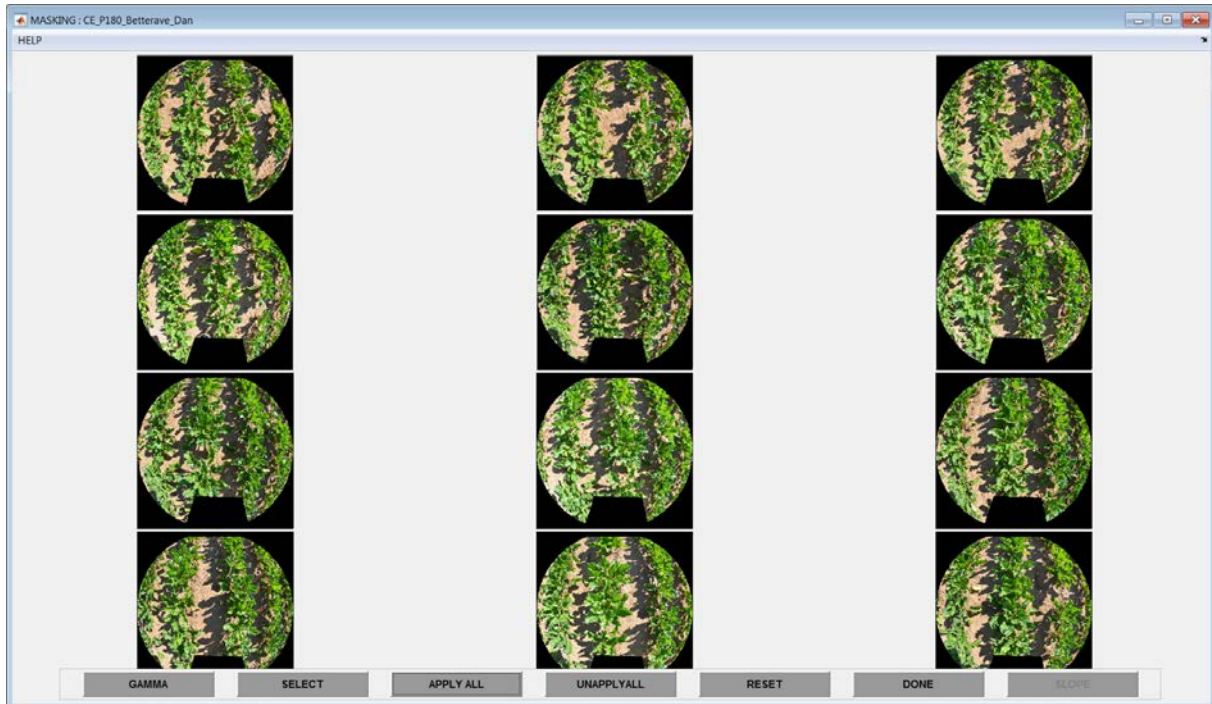 MASKING : CE_P180_Betterave_Dan
HELP
GAMMA SELECT APPLY ALL UNAPPLYALL RESET DONE SLOPE